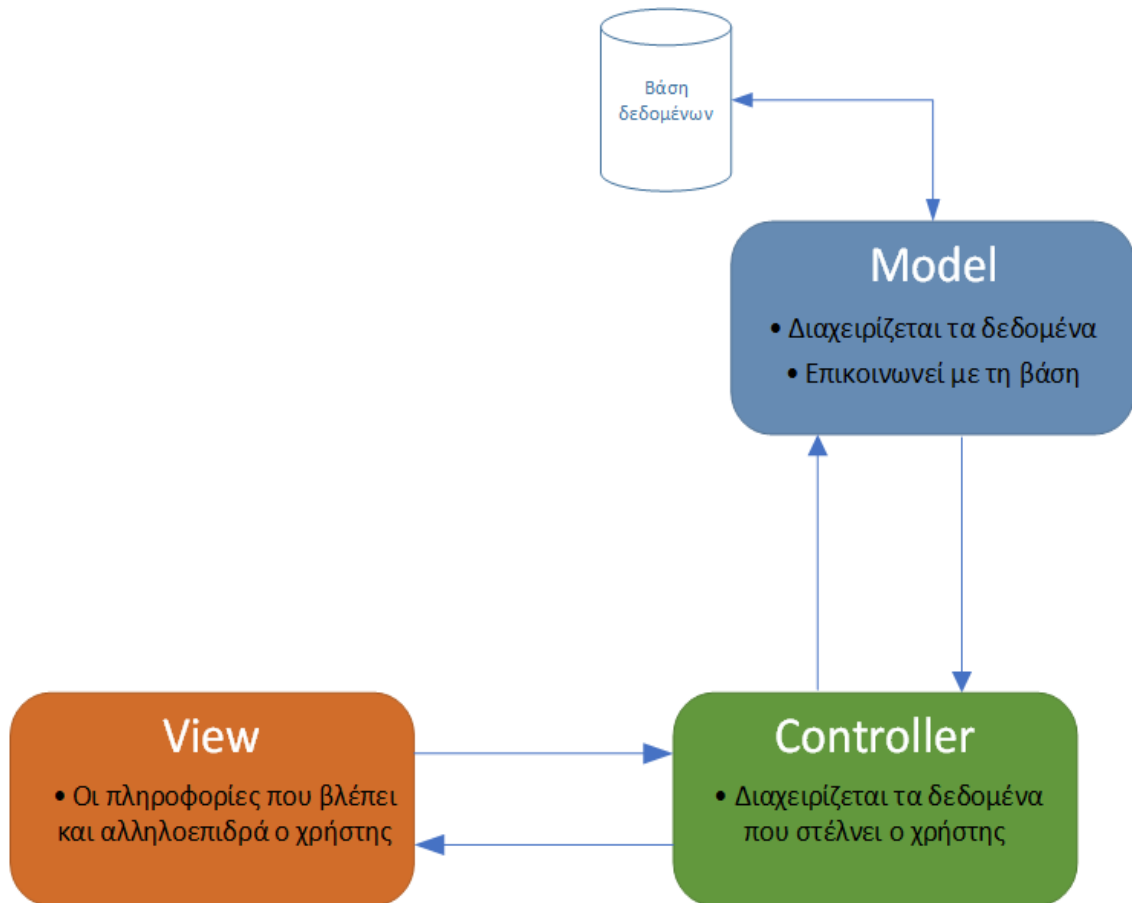 Βάση
δεδομένων
Model
• Διαχειρίζεται τα δεδομένα
• Επικοινωνεί με τη βάση
View
• Οι πληροφορίες που βλέπει
και αλληλοεπιδρά ο χρήστης
Controller
• Διαχειρίζεται τα δεδομένα
που στέλνει ο χρήστης